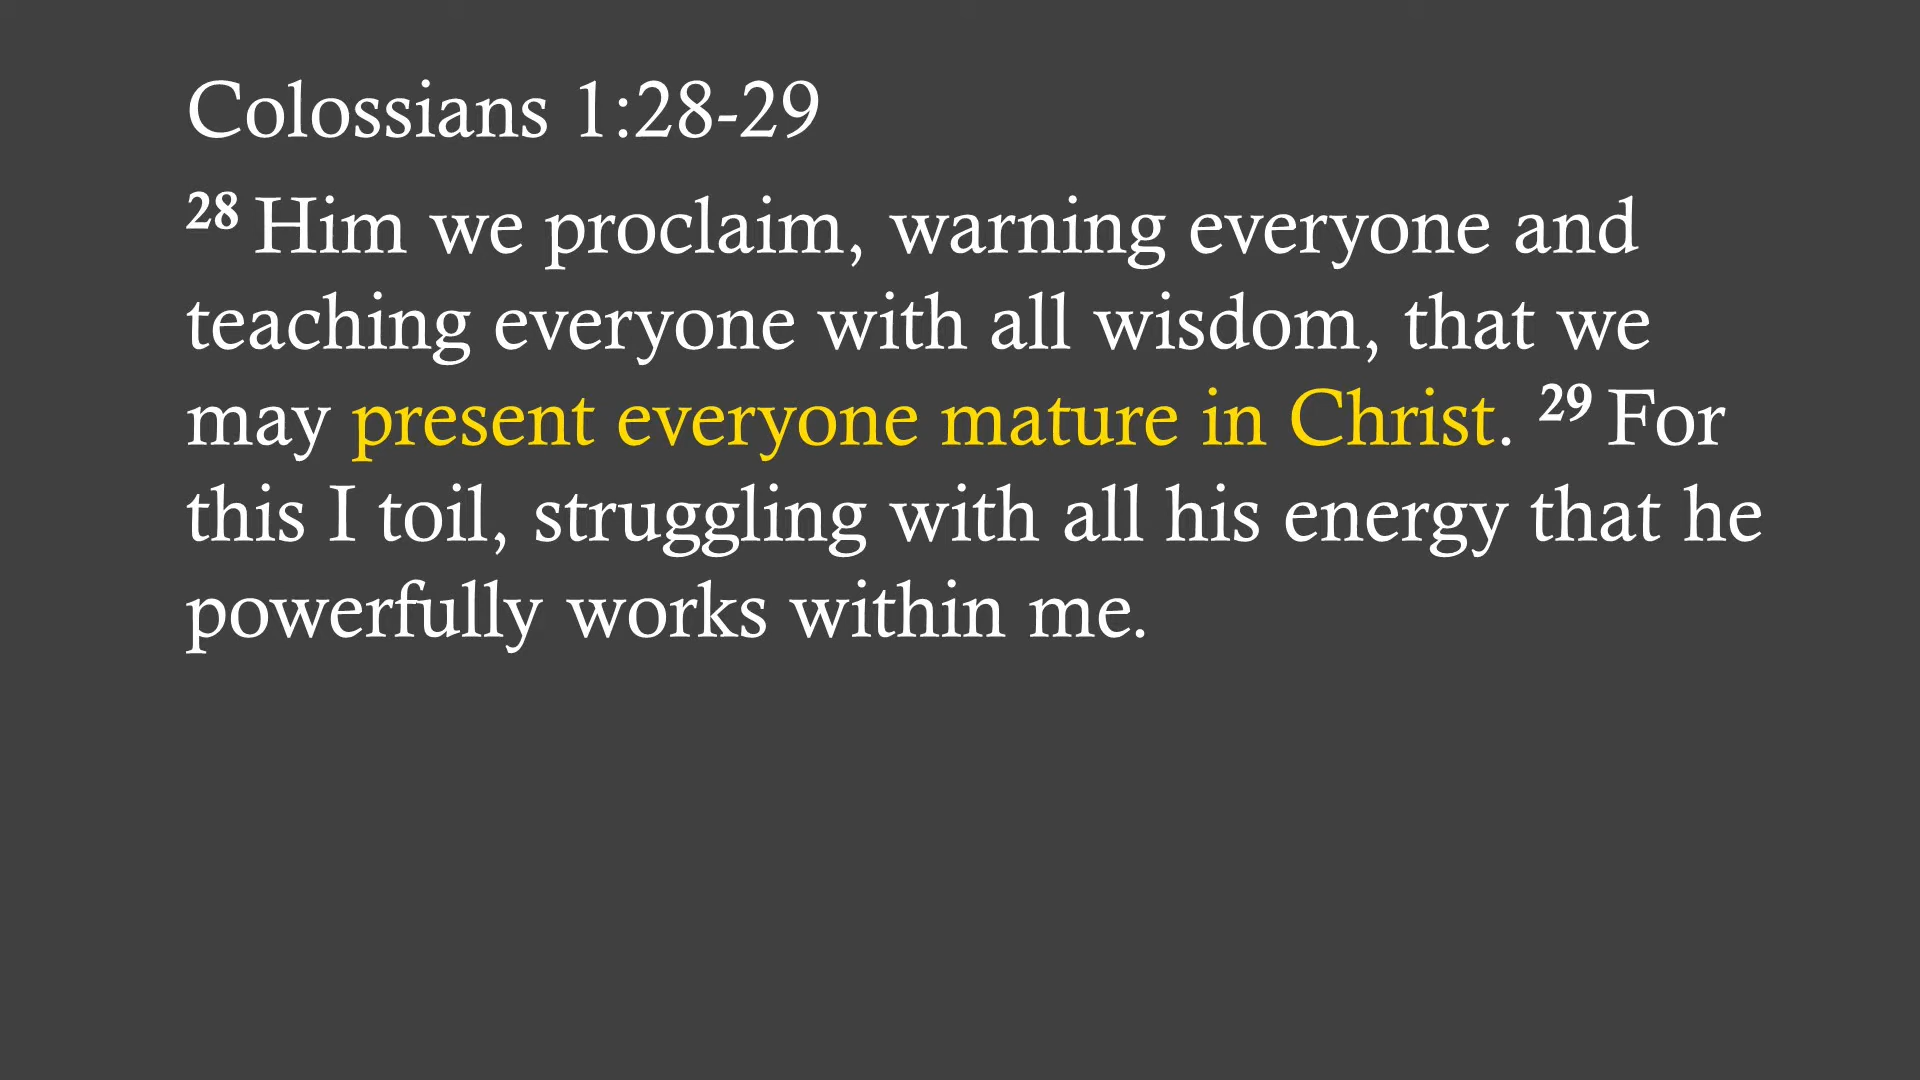 Colossians 1:28-29
28 Him we proclaim, warning everyone and
teaching everyone with all wisdom, that we
may present everyone mature in Christ. 29 For
this I toil, struggling with all his energy that he
powerfully works within me.